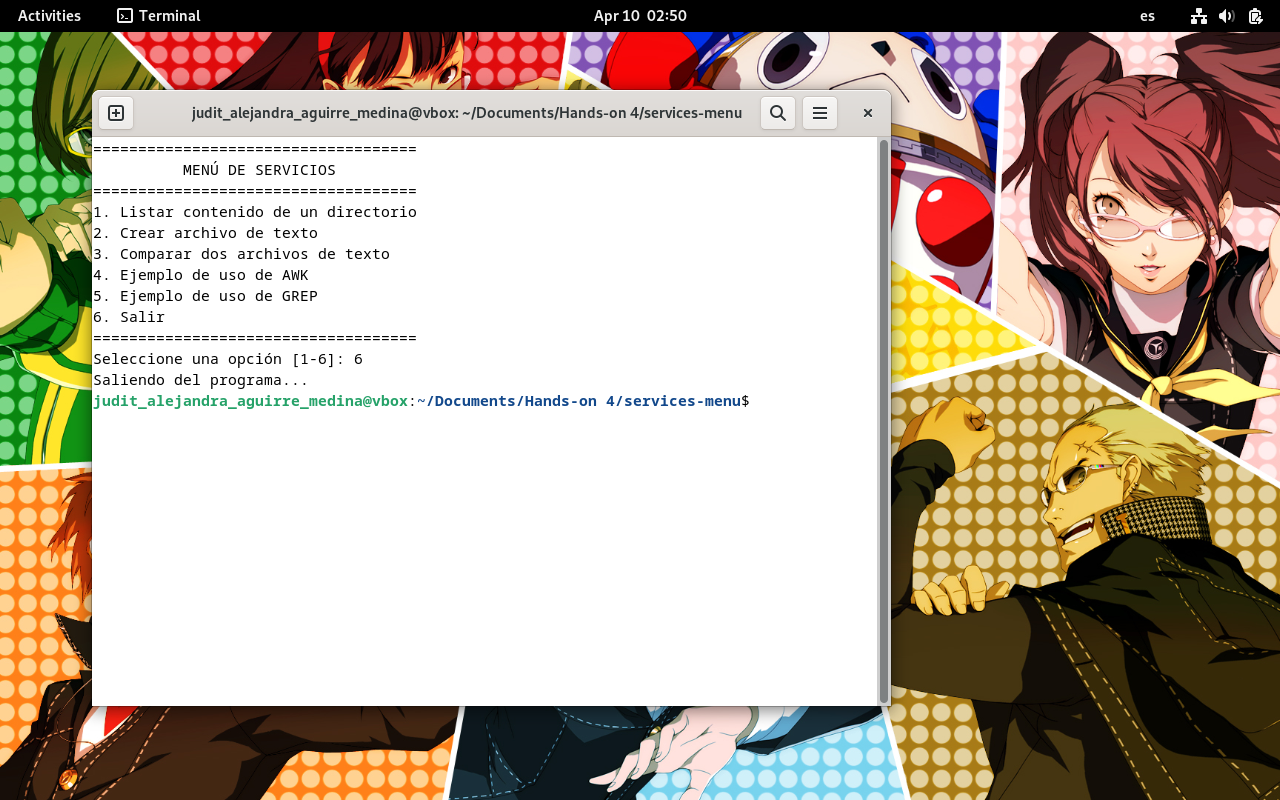 Activities Terminal Apr 10 02:50 es
judit_alejandra_aguirre_medina@vbox: ~/Documents/Hands-on 4/services-menu
====================================
MENÚ DE SERVICIOS
====================================
1. Listar contenido de un directorio
2. Crear archivo de texto
3. Comparar dos archivos de texto
4. Ejemplo de uso de AWK
5. Ejemplo de uso de GREP
6. Salir
====================================
Seleccione una opción [1-6]: 6
Saliendo del programa...
judit_alejandra_aguirre_medina@vbox:~/Documents/Hands-on 4/services-menu$